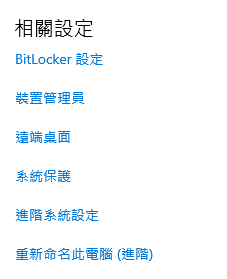 相關設定
BitLocker 設定
裝置管理員
遠端桌面
系統保護
進階系統設定
重新命名此電腦 (進階)